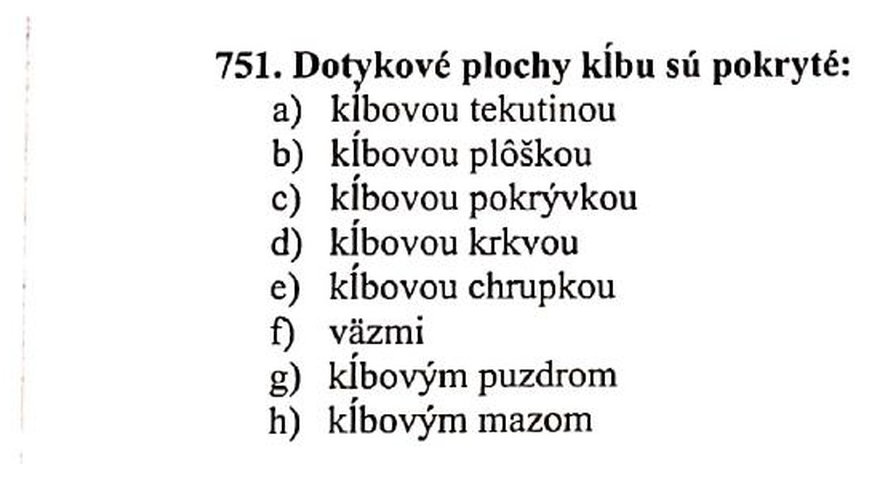 751. Dotykové plochy kĺbu sú pokryté:
a) kĺbovou tekutinou
b) kĺbovou plôškou
c) kĺbovou pokrývkou
d) kĺbovou krkvou
e) kĺbovou chrupkou
f) väzmi
g) kĺbovým puzdrom
h) kĺbovým mazom